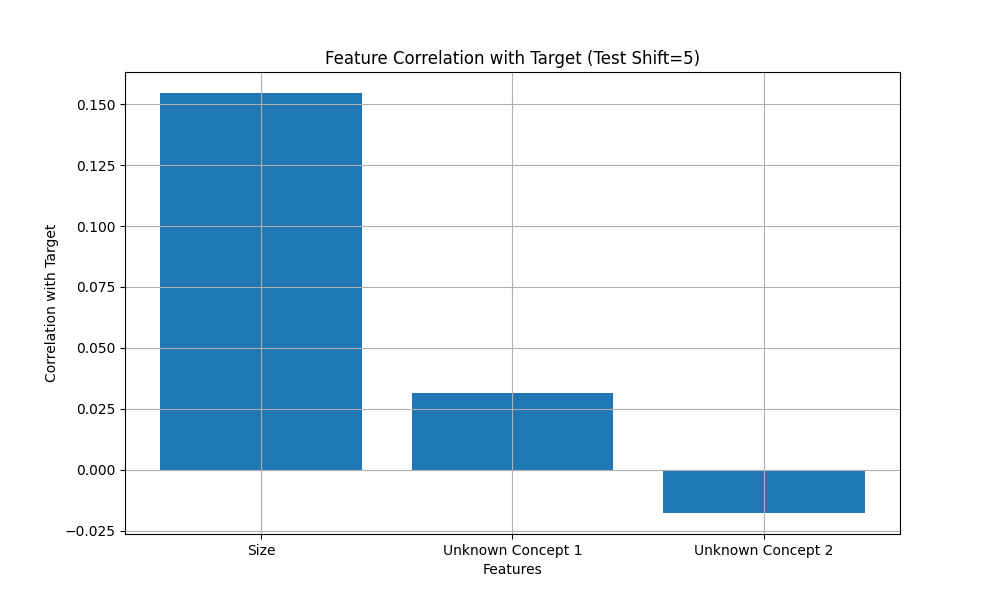 Feature Correlation with Target (Test Shift=5)
Correlation with Target
0.150
0.125
0.100
0.075
0.050
0.025
0.000
−0.025
Size
Unknown Concept 1
Unknown Concept 2
Features